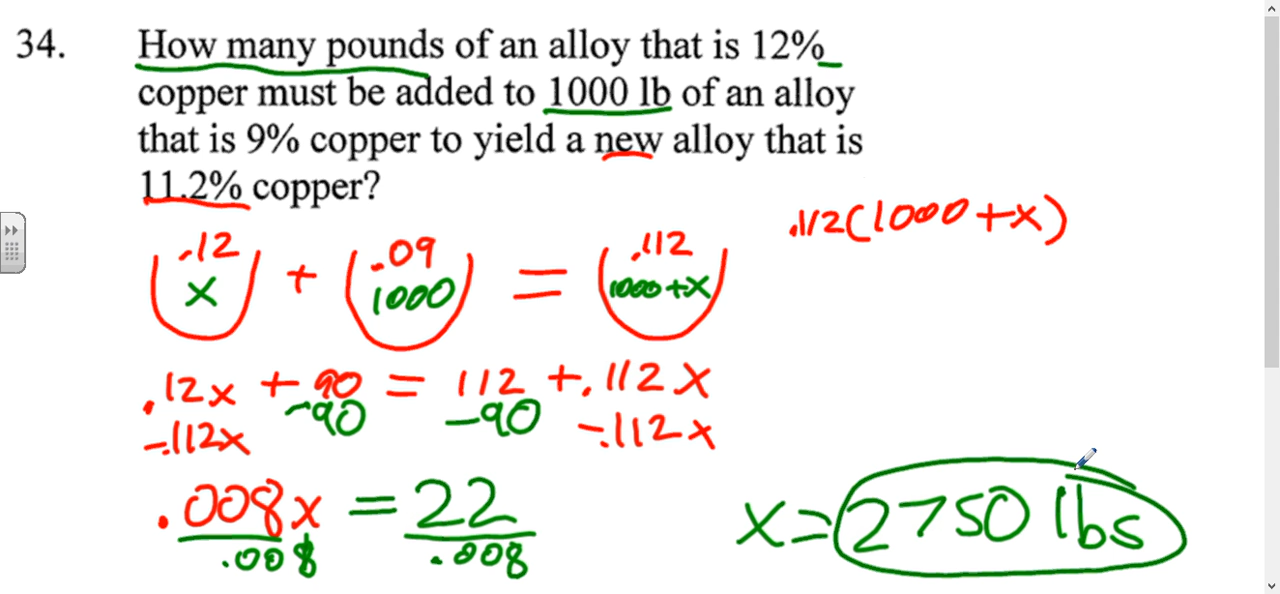 34. How many pounds of an alloy that is 12%
copper must be added to 1000 lb of an alloy
that is 9% copper to yield a new alloy that is
11.2% copper?
.112(1000+x)
.12 .09 .112
x + 1000 = 1000+x
.12x + 90 = 112 + .112x
-.112x -90 -90 -.112x
.008x = 22
.008 .008
x = 2750 lbs